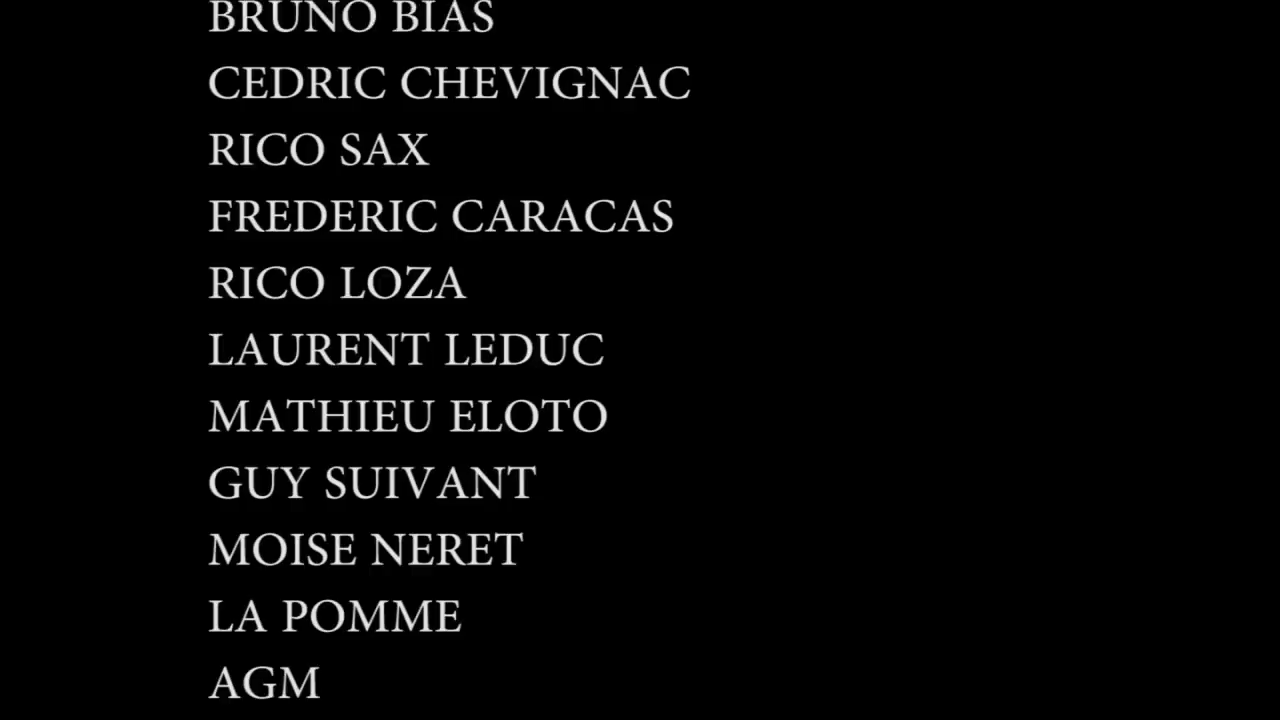 BRUNO BIAS
CEDRIC CHEVIGNAC
RICO SAX
FREDERIC CARACAS
RICO LOZA
LAURENT LEDUC
MATHIEU ELOTO
GUY SUIVANT
MOISE NERET
LA POMME
AGM